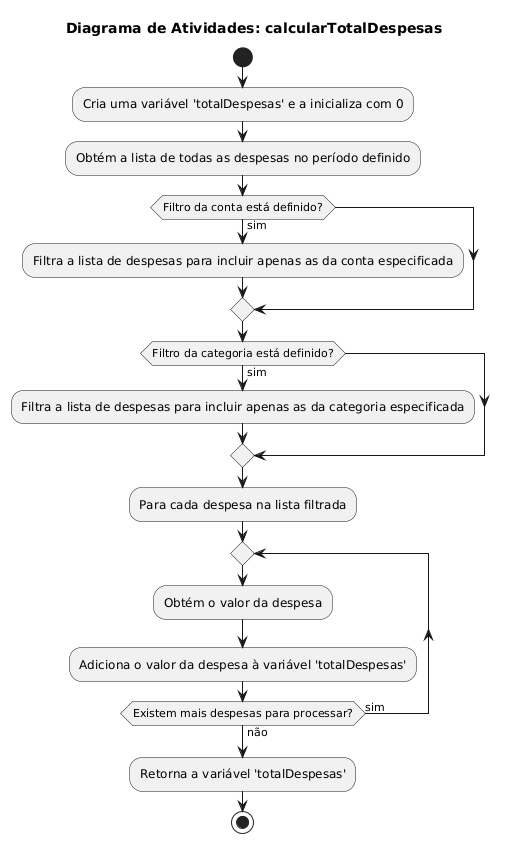 Diagrama de Atividades: calcularTotalDespesas
Cria uma variável 'totalDespesas' e a inicializa com 0
Obtém a lista de todas as despesas no período definido
Filtro da conta está definido?
sim
Filtra a lista de despesas para incluir apenas as da conta especificada
Filtro da categoria está definido?
sim
Filtra a lista de despesas para incluir apenas as da categoria especificada
Para cada despesa na lista filtrada
Obtém o valor da despesa
Adiciona o valor da despesa à variável 'totalDespesas'
Existem mais despesas para processar?
sim
não
Retorna a variável 'totalDespesas'